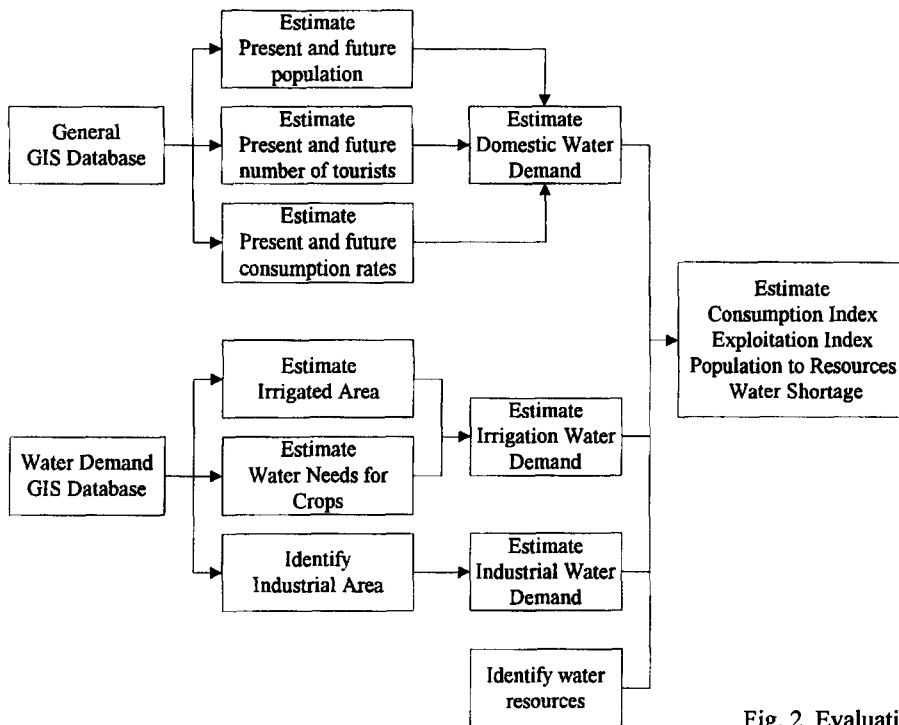 Estimate
Present and future
population
General
GIS Database
Estimate
Present and future
number of tourists
Estimate
Domestic Water
Demand
Estimate
Present and future
consumption rates
Estimate
Consumption Index
Exploitation Index
Population to Resources
Water Shortage
Estimate
Irrigated Area
Water Demand
GIS Database
Estimate
Water Needs for
Crops
Estimate
Irrigation Water
Demand
Identify
Industrial Area
Estimate
Industrial Water
Demand
Identify water
resources
Fig. 2. Evaluati